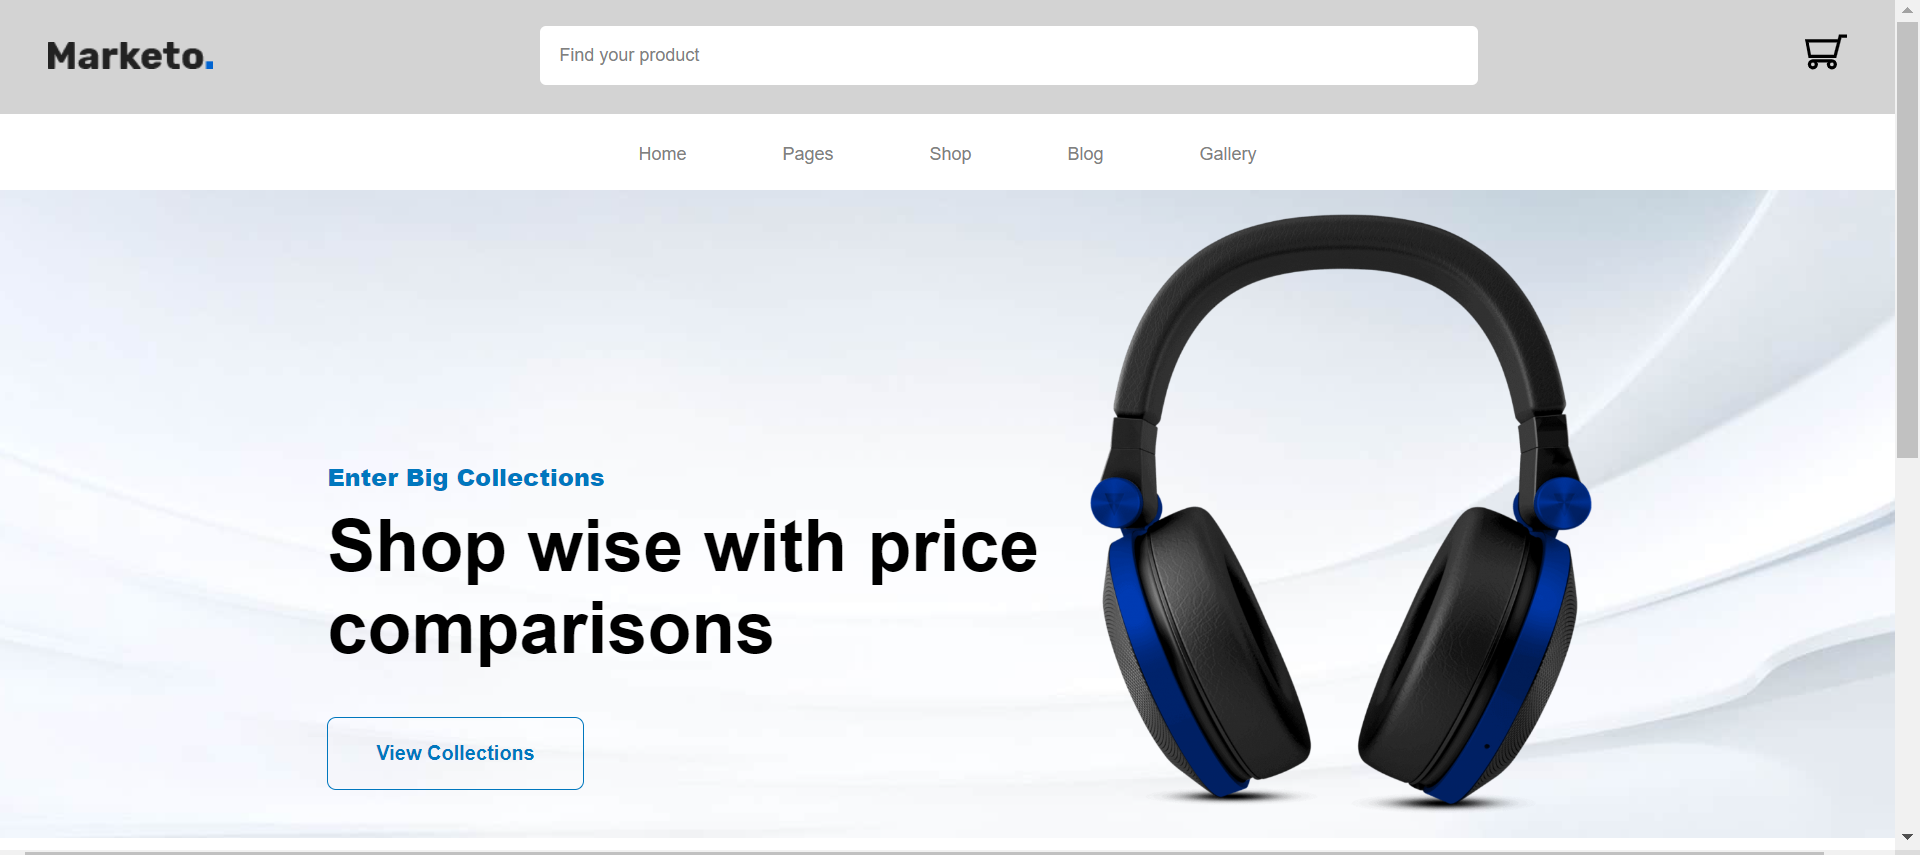 Marketo.
Find your product
Home Pages Shop Blog Gallery
Enter Big Collections
Shop wise with price
comparisons
View Collections